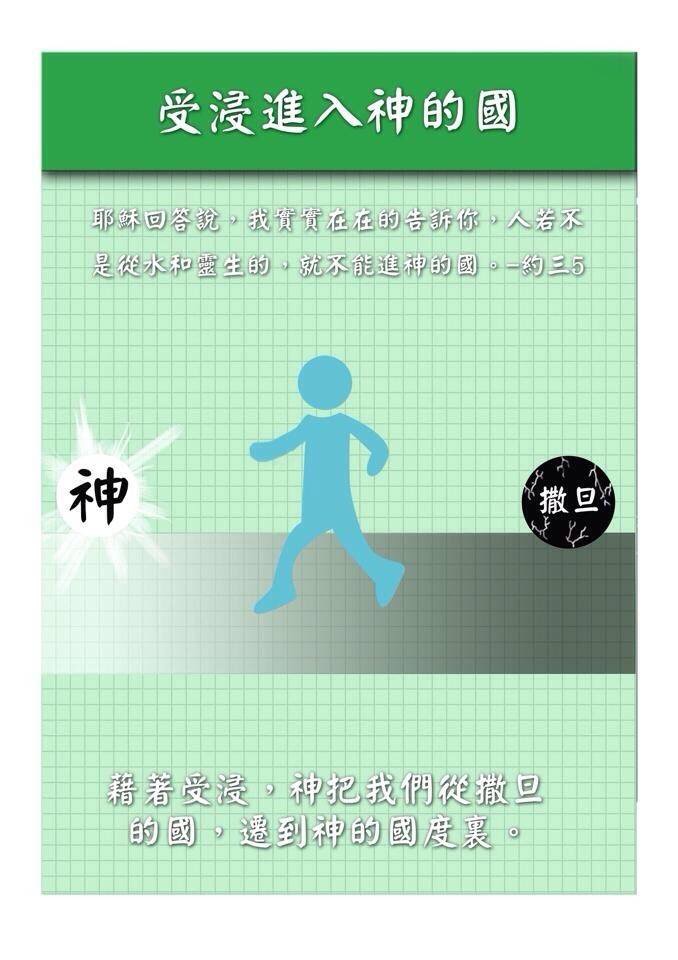 受浸進入神的國
耶穌回答說，我實實在在的告訴你，人若不
是從水和靈生的，就不能進神的國。-約三5
神
撒旦
藉著受浸，神把我們從撒旦
的國，遷到神的國度裏。